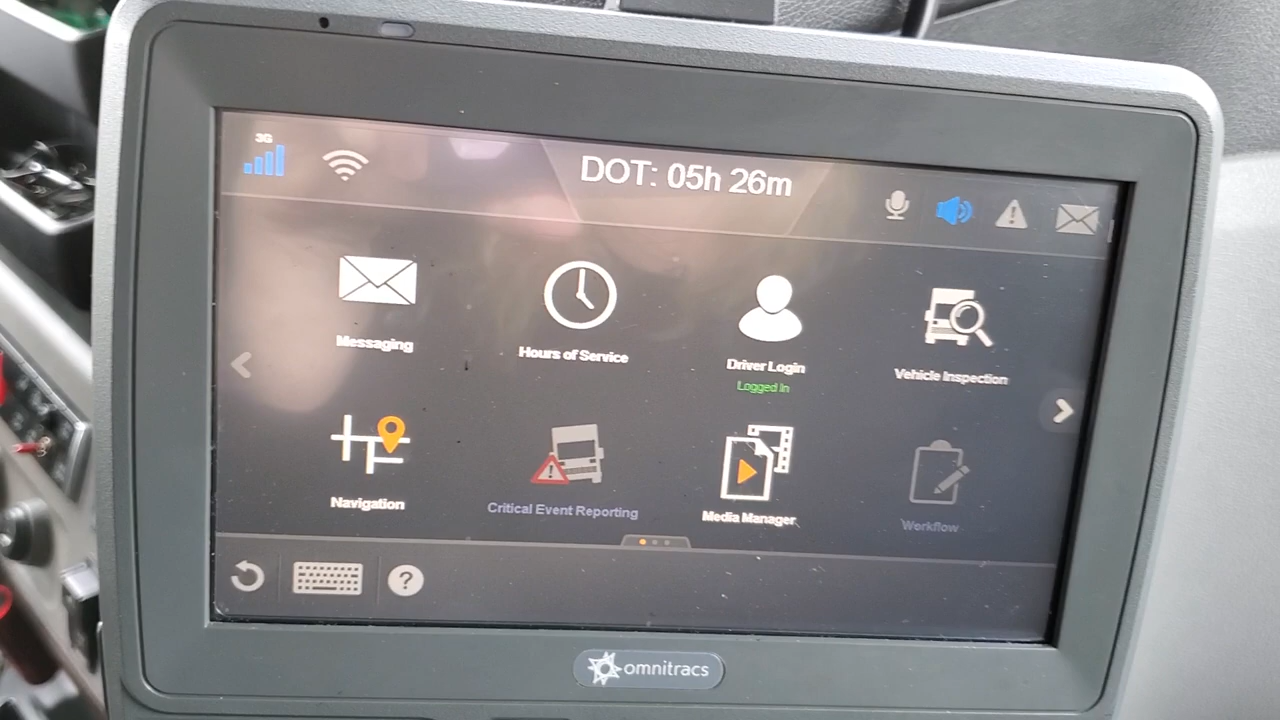 3G
DOT: 05h 26m
Messaging
Hours of Service
Driver Login
Logged In
Vehicle Inspection
Navigation
Critical Event Reporting
Media Manager
Workflow
?
omnitracs